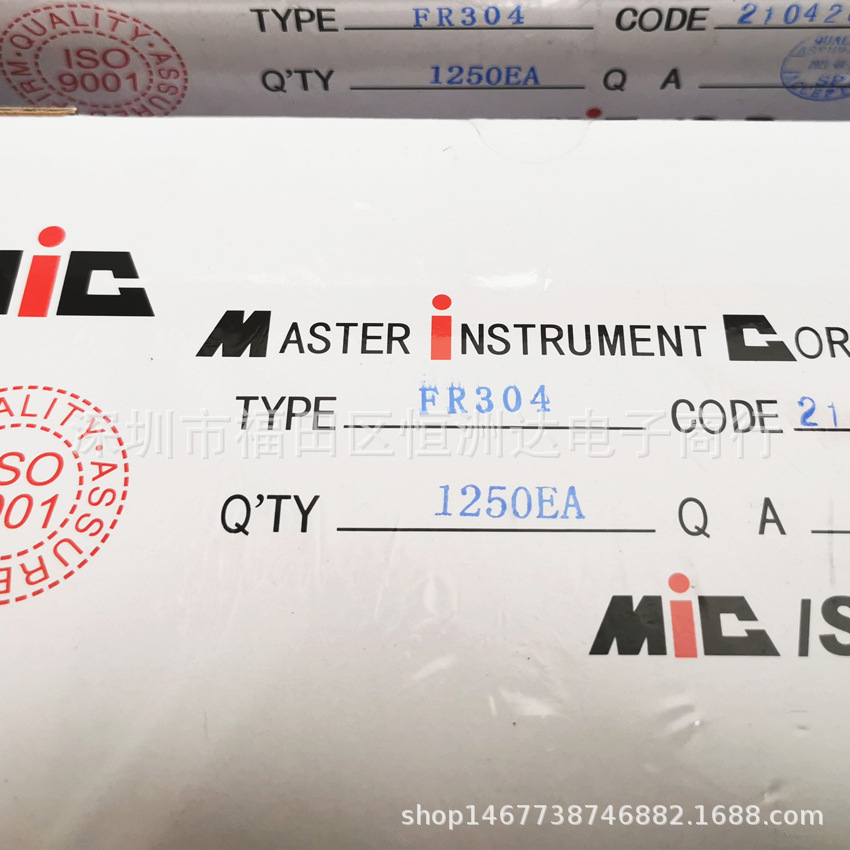 TYPE FR304 CODE 21042
Q'TY 1250EA Q A
QUALITY ASSURE
ISO
9001
MiC
MASTER iNSTRUMENT COR
TYPE FR304 CODE 21
深圳市福田区恒洲达电子商行
ALITY ASSURE
ISO
9001
Q'TY 1250EA Q A
MiC IS
shop1467738746882.1688.com